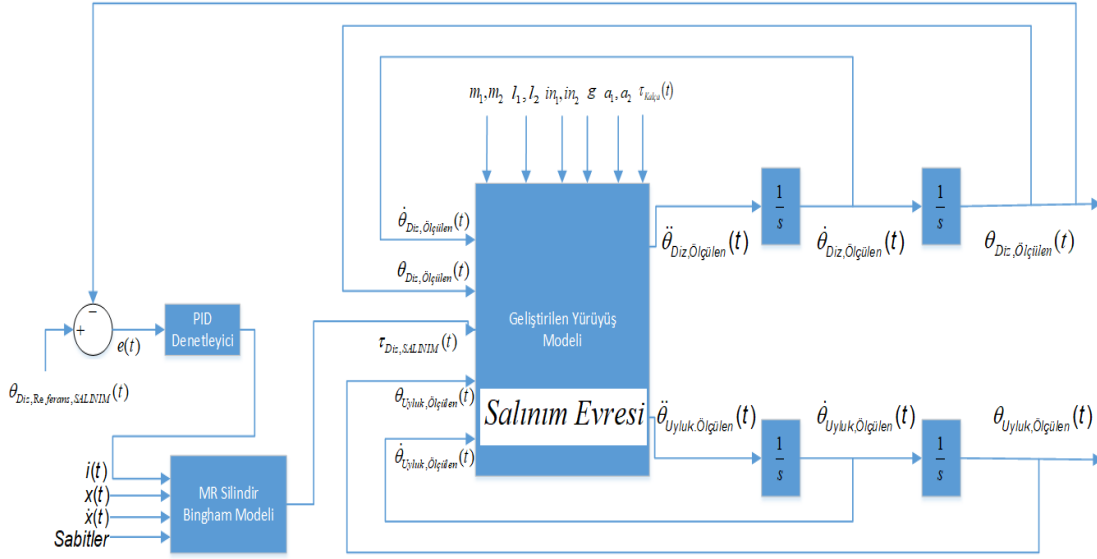 m₁,m₂ l₁,l₂ in₁,in₂ g a₁,a₂ τ_Kalça(t)
θ̇_Diz,Ölçülen(t)
θ_Diz,Ölçülen(t)
τ_Diz,SALINIM(t)
θ_Uyluk,Ölçülen(t)
θ̇_Uyluk,Ölçülen(t)
Geliştirilen Yürüyüş
Modeli
Salınım Evresi
θ̈_Diz,Ölçülen(t)
1/s
θ̇_Diz,Ölçülen(t)
1/s
θ_Diz,Ölçülen(t)
θ̈_Uyluk.Ölçülen(t)
1/s
θ̇_Uyluk,Ölçülen(t)
1/s
θ_Uyluk,Ölçülen(t)
−
+
e(t)
θ_Diz,Referans,SALINIM(t)
PID
Denetleyici
i(t)
x(t)
ẋ(t)
Sabitler
MR Silindir
Bingham Modeli